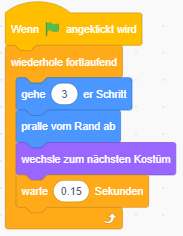 Wenn angeklickt wird
wiederhole fortlaufend
gehe 3 er Schritt
pralle vom Rand ab
wechsle zum nächsten Kostüm
warte 0.15 Sekunden